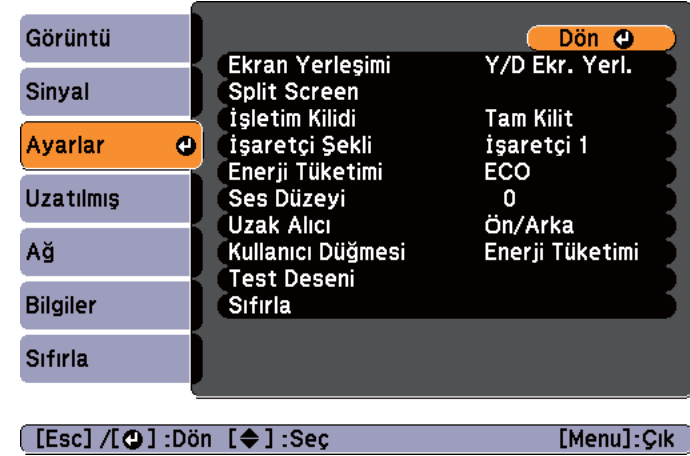 Görüntü
Sinyal
Ayarlar
Uzatılmış
Ağ
Bilgiler
Sıfırla
Dön
Ekran Yerleşimi Y/D Ekr. Yerl.
Split Screen
İşletim Kilidi Tam Kilit
İşaretçi Şekli İşaretçi 1
Enerji Tüketimi ECO
Ses Düzeyi 0
Uzak Alıcı Ön/Arka
Kullanıcı Düğmesi Enerji Tüketimi
Test Deseni
Sıfırla
[Esc] /[⏎] :Dön [◆] :Seç [Menu]:Çık